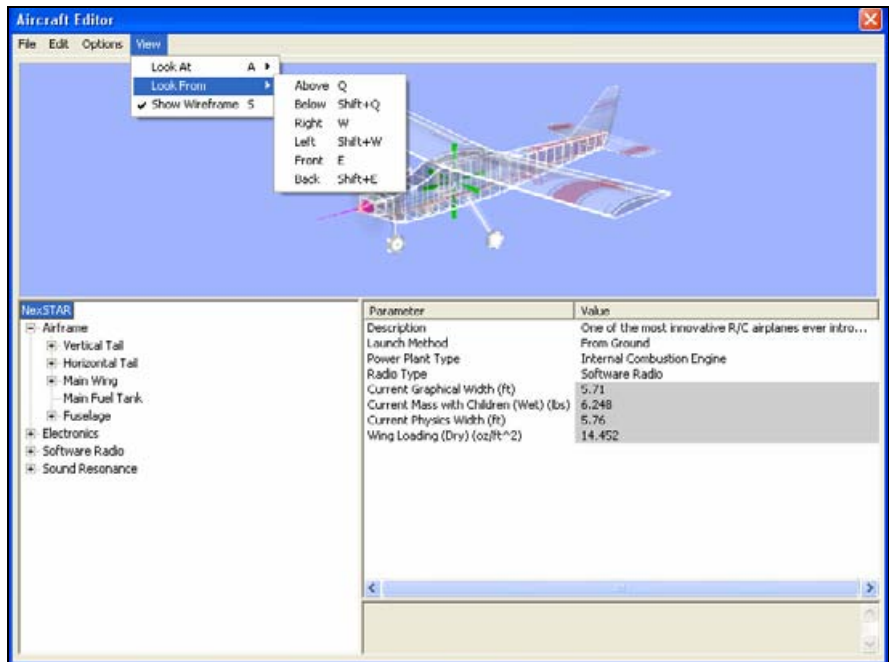 Aircraft Editor
File Edit Options View
Look At A
Look From
Show Wireframe S
Above Q
Below Shift+Q
Right W
Left Shift+W
Front E
Back Shift+E
NexSTAR
Airframe
Vertical Tail
Horizontal Tail
Main Wing
Main Fuel Tank
Fuselage
Electronics
Software Radio
Sound Resonance
Parameter Value
Description One of the most innovative R/C airplanes ever intro...
Launch Method From Ground
Power Plant Type Internal Combustion Engine
Radio Type Software Radio
Current Graphical Width (ft) 5.71
Current Mass with Children (Wet) (lbs) 6.248
Current Physics Width (ft) 5.76
Wing Loading (Dry) (oz/ft^2) 14.452